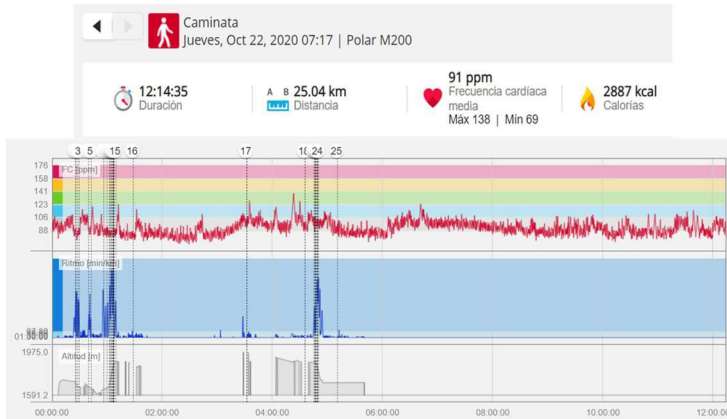 Caminata
Jueves, Oct 22, 2020 07:17 | Polar M200
12:14:35
Duración
A B
25.04 km
Distancia
91 ppm
Frecuencia cardíaca
media
Máx 138 | Mín 69
2887 kcal
Calorías
3 5 15 16 17 24 25
176
158
141
123
106
88
FC [ppm]
Ritmo [min/km]
01:30:00
Altitud [m]
1975.0
1591.2
00:00:00 02:00:00 04:00:00 06:00:00 08:00:00 10:00:00